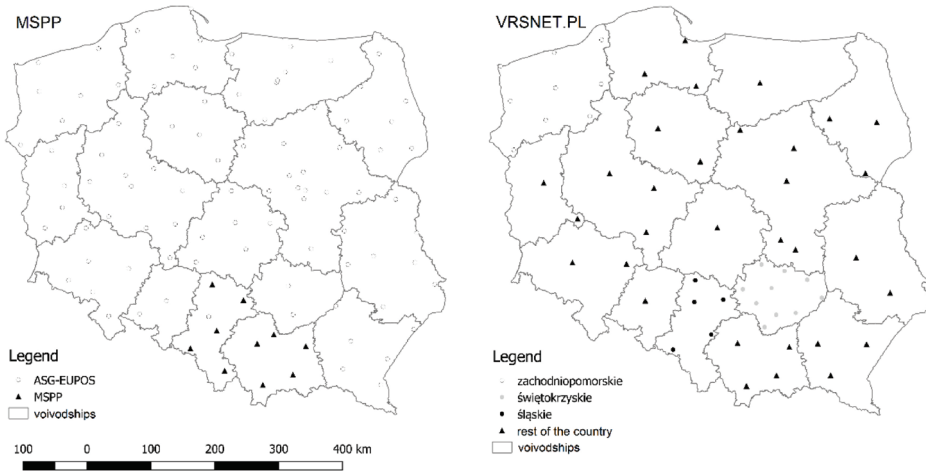 MSPP
VRSNET.PL
Legend
ASG-EUPOS
MSPP
voivodships
100 0 100 200 300 400 km
Legend
zachodniopomorskie
świętokrzyskie
śląskie
rest of the country
voivodships